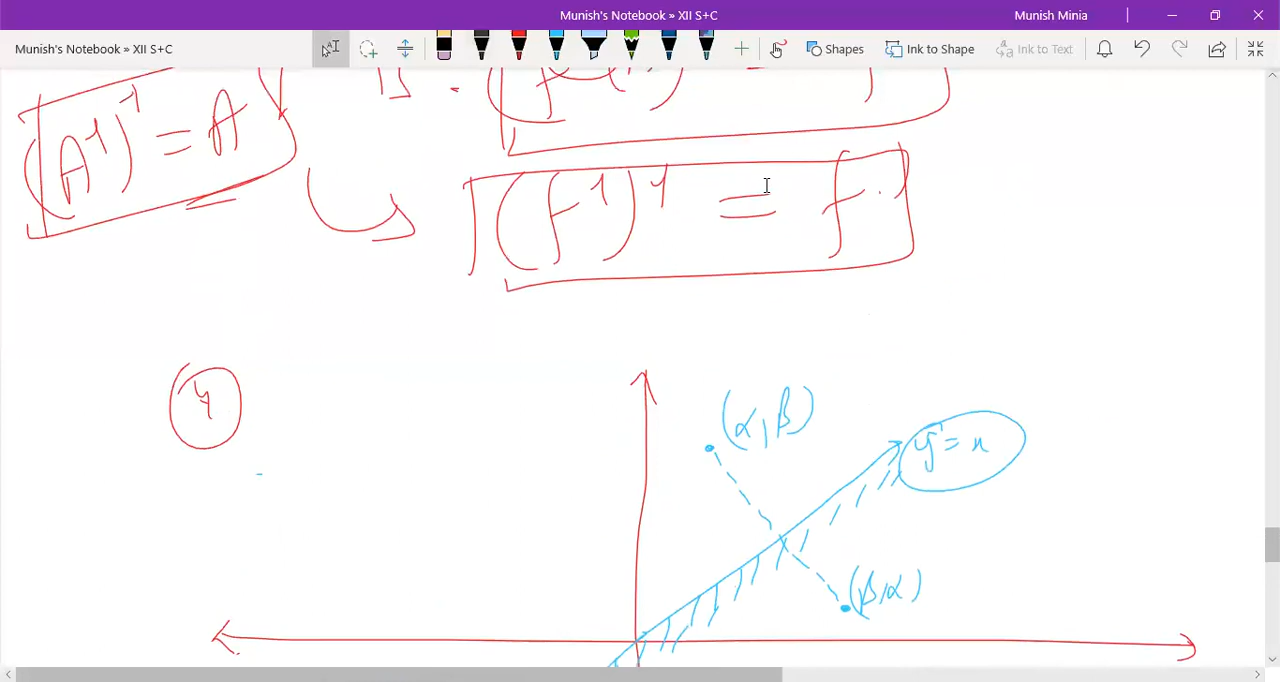 Munish's Notebook » XII S+C
Munish Minia
Munish's Notebook » XII S+C
Shapes
Ink to Shape
Ink to Text
(A⁻¹)⁻¹ = A
(f⁻¹)⁻¹ = f.
4
(α, β)
y = x
(β, α)